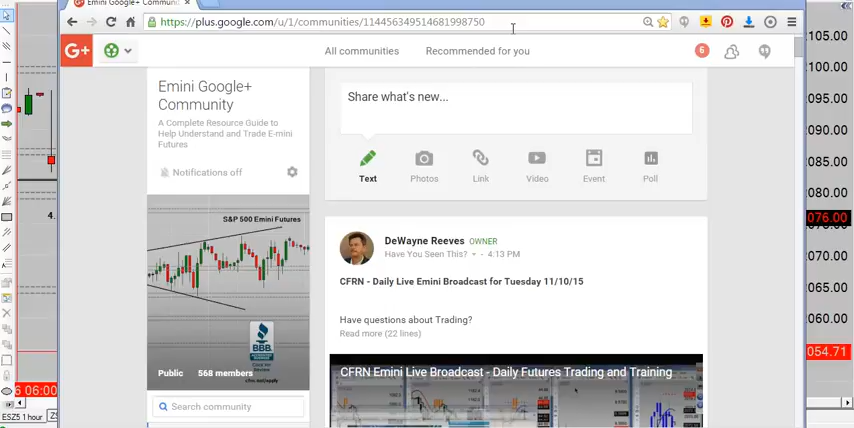 Emini Google+ Communi
https://plus.google.com/u/1/communities/114456349514681998750
G+
All communities
Recommended for you
6
Emini Google+
Community
A Complete Resource Guide to
Help Understand and Trade E-mini
Futures
Notifications off
S&P 500 Emini Futures
BBB
Public
568 members
Search community
Share what's new...
Text
Photos
Link
Video
Event
Poll
DeWayne Reeves OWNER
Have You Seen This? - 4:13 PM
CFRN - Daily Live Emini Broadcast for Tuesday 11/10/15
Have questions about Trading?
Read more (22 lines)
CFRN Emini Live Broadcast - Daily Futures Trading and Training
105.00
100.00
095.00
090.00
085.00
080.00
076.00
070.00
065.00
060.00
054.71
4.
6 06:00
ESZ5 1 hour